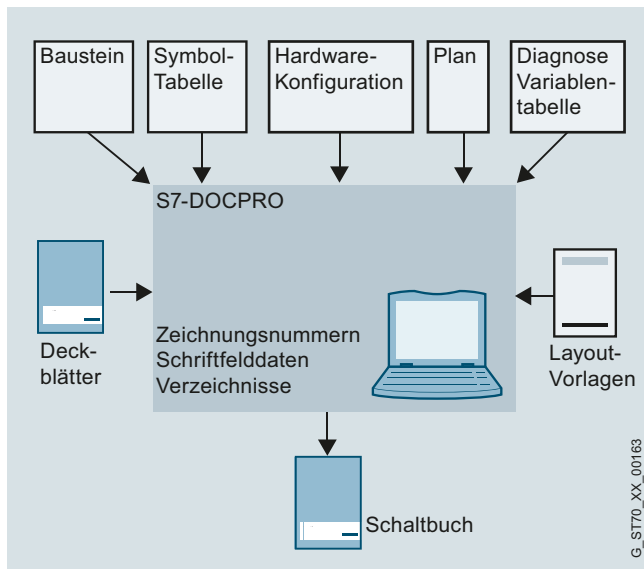 Baustein
Symbol-
Tabelle
Hardware-
Konfiguration
Plan
Diagnose
Variablen-
tabelle
S7-DOCPRO
Deck-
blätter
Zeichnungsnummern
Schriftfelddaten
Verzeichnisse
Layout-
Vorlagen
Schaltbuch
G_ST70_XX_00163